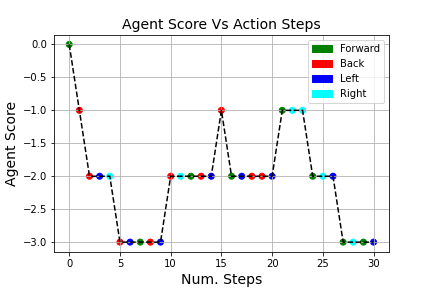 Agent Score Vs Action Steps
Agent Score
0.0
−0.5
−1.0
−1.5
−2.0
−2.5
−3.0
Forward
Back
Left
Right
0 5 10 15 20 25 30
Num. Steps